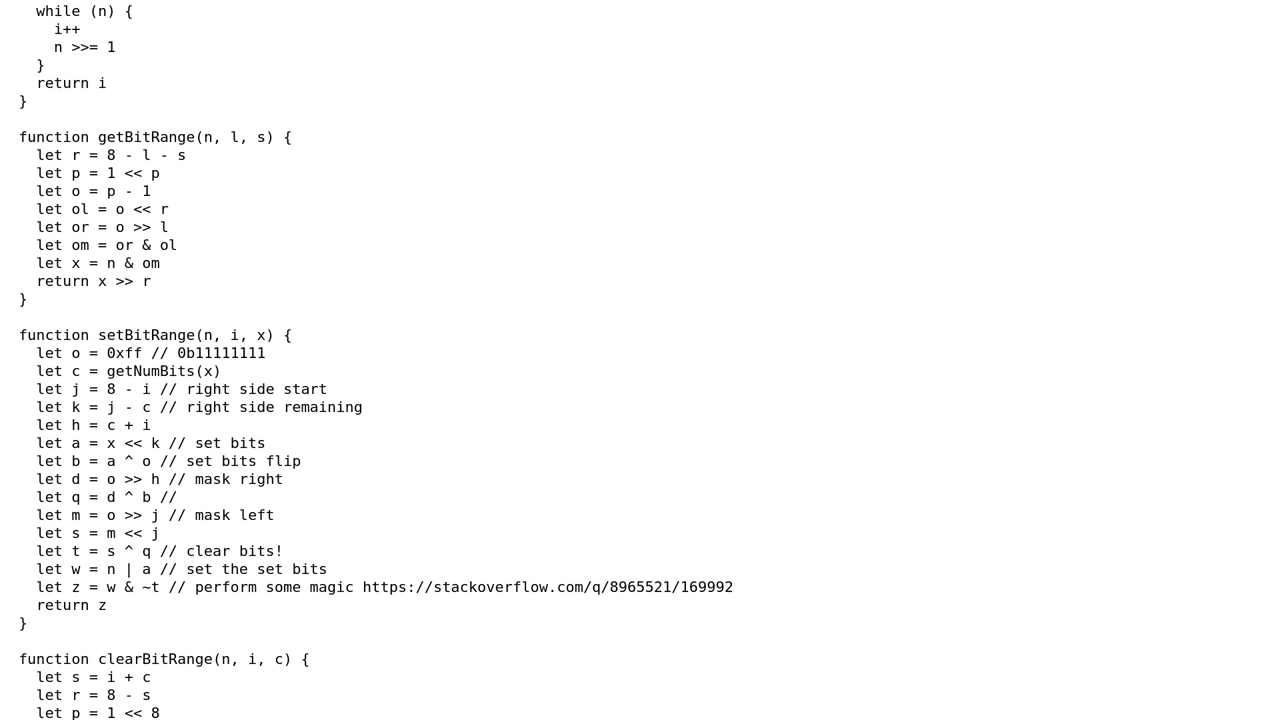 while (n) {
    i++
    n >>= 1
  }
  return i
}

function getBitRange(n, l, s) {
  let r = 8 - l - s
  let p = 1 << p
  let o = p - 1
  let ol = o << r
  let or = o >> l
  let om = or & ol
  let x = n & om
  return x >> r
}

function setBitRange(n, i, x) {
  let o = 0xff // 0b11111111
  let c = getNumBits(x)
  let j = 8 - i // right side start
  let k = j - c // right side remaining
  let h = c + i
  let a = x << k // set bits
  let b = a ^ o // set bits flip
  let d = o >> h // mask right
  let q = d ^ b //
  let m = o >> j // mask left
  let s = m << j
  let t = s ^ q // clear bits!
  let w = n | a // set the set bits
  let z = w & ~t // perform some magic https://stackoverflow.com/q/8965521/169992
  return z
}

function clearBitRange(n, i, c) {
  let s = i + c
  let r = 8 - s
  let p = 1 << 8